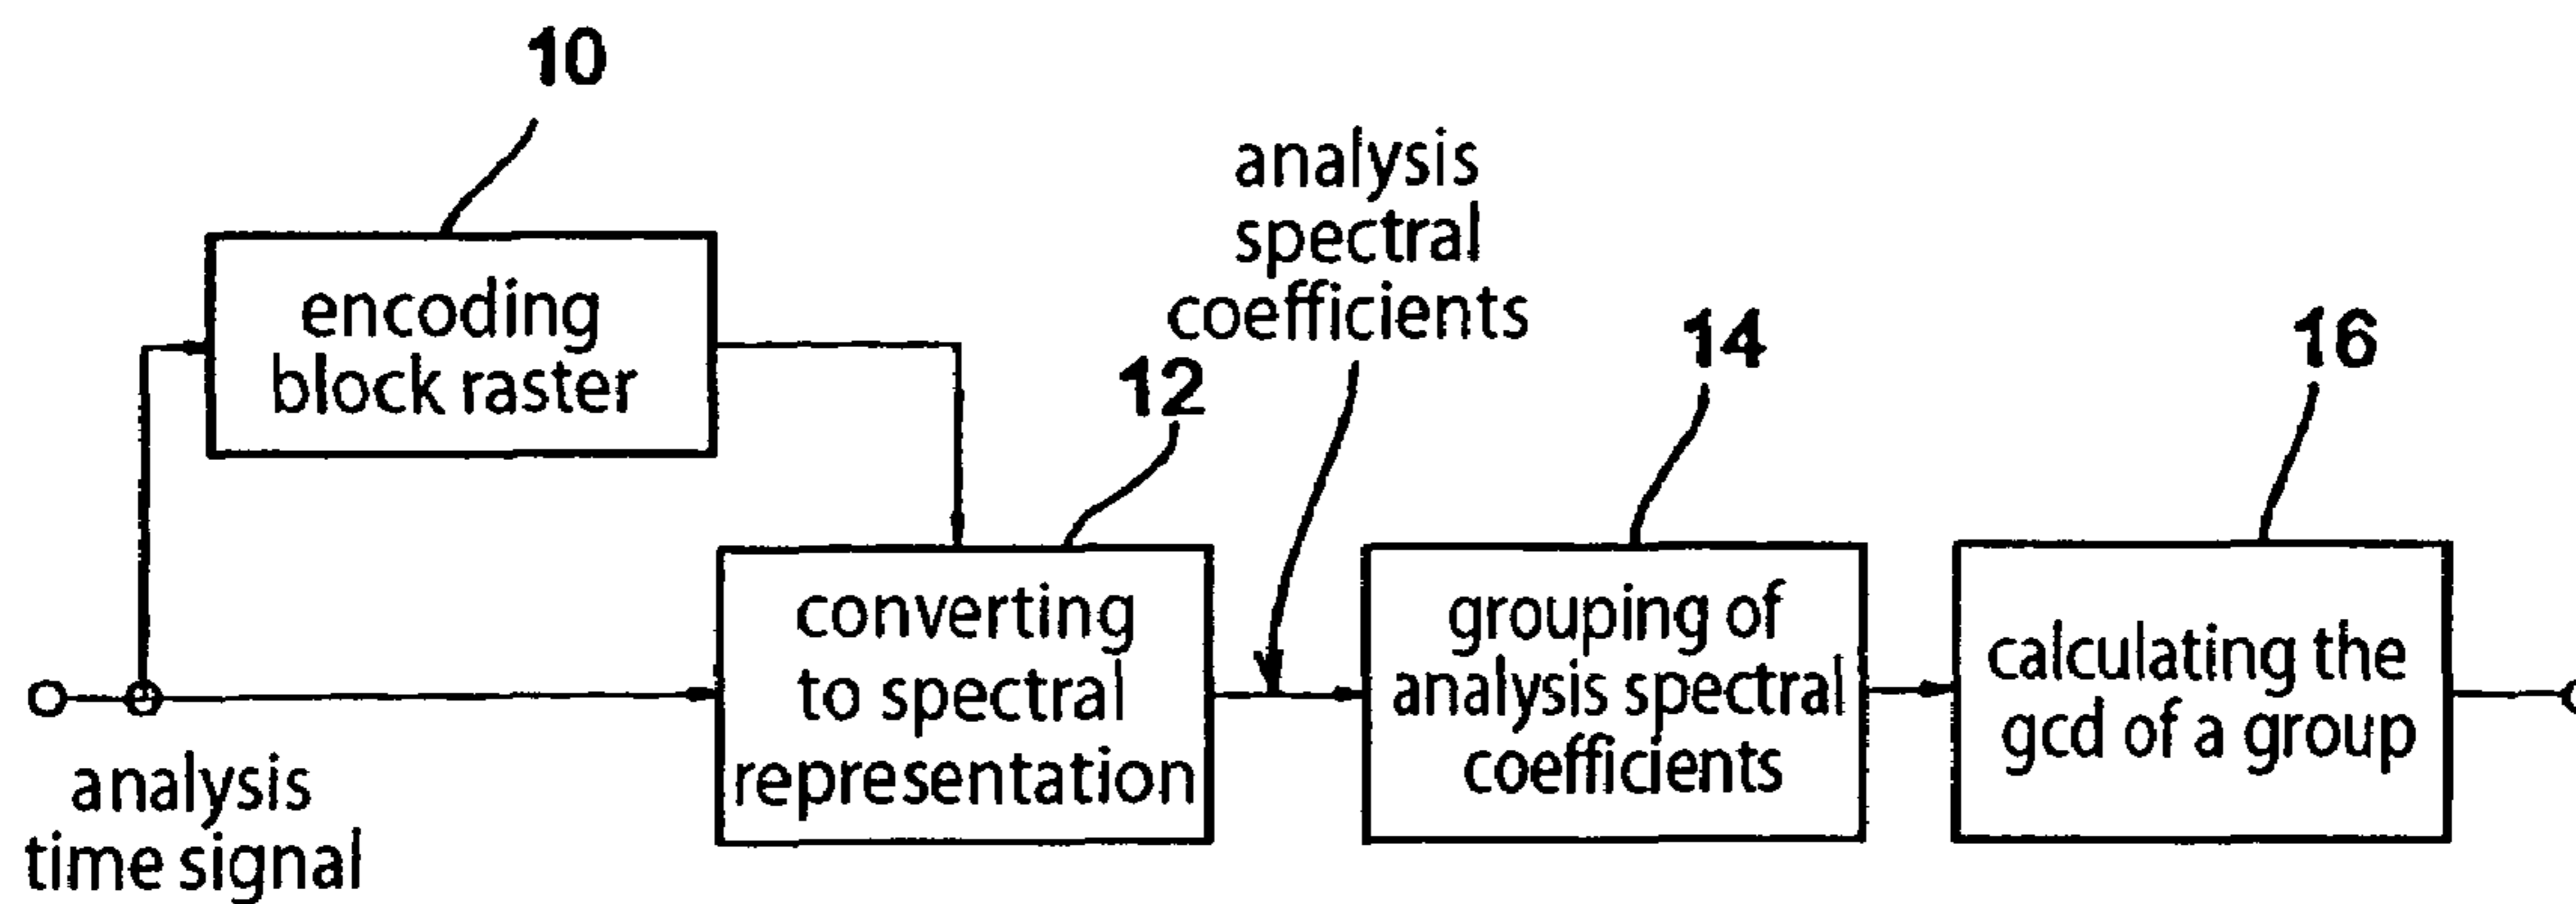 10
encoding
block raster
analysis
spectral
coefficients
12
14
16
converting
to spectral
representation
grouping of
analysis spectral
coefficients
calculating the
gcd of a group
analysis
time signal